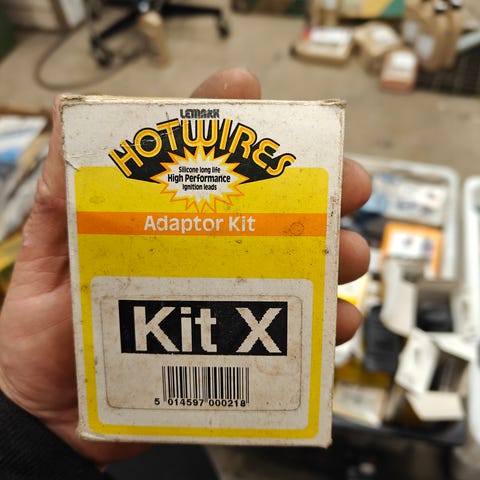 LEMARK
HOTWIRES
Silicone long life
High Performance
Ignition leads
Adaptor Kit
Kit X
5 014597 000218